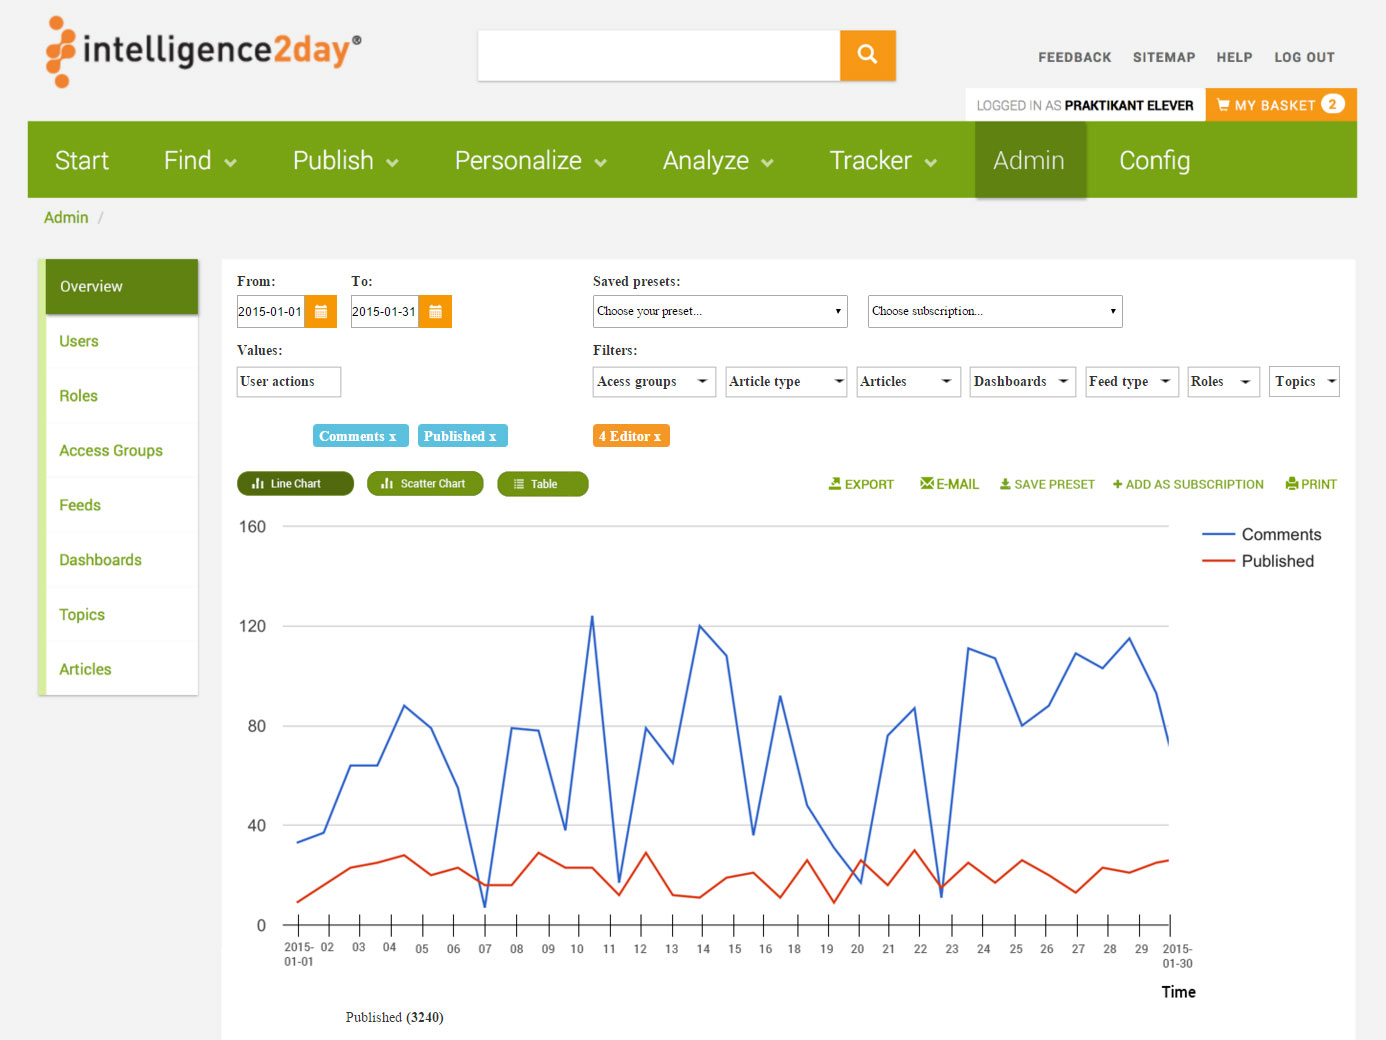 intelligence2day®
FEEDBACK SITEMAP HELP LOG OUT
LOGGED IN AS PRAKTIKANT ELEVER MY BASKET 2
Start Find Publish Personalize Analyze Tracker Admin Config
Admin /
Overview
Users
Roles
Access Groups
Feeds
Dashboards
Topics
Articles
From: To: Saved presets:
2015-01-01 2015-01-31 Choose your preset... Choose subscription...
Values: Filters:
User actions Acess groups Article type Articles Dashboards Feed type Roles Topics
Comments x Published x 4 Editor x
Line Chart Scatter Chart Table EXPORT E-MAIL SAVE PRESET + ADD AS SUBSCRIPTION PRINT
160
120
80
40
0
Comments
Published
2015-01-01 02 03 04 05 06 07 08 09 10 11 12 13 14 15 16 18 19 20 21 22 23 24 25 26 27 28 29 2015-01-30
Time
Published (3240)